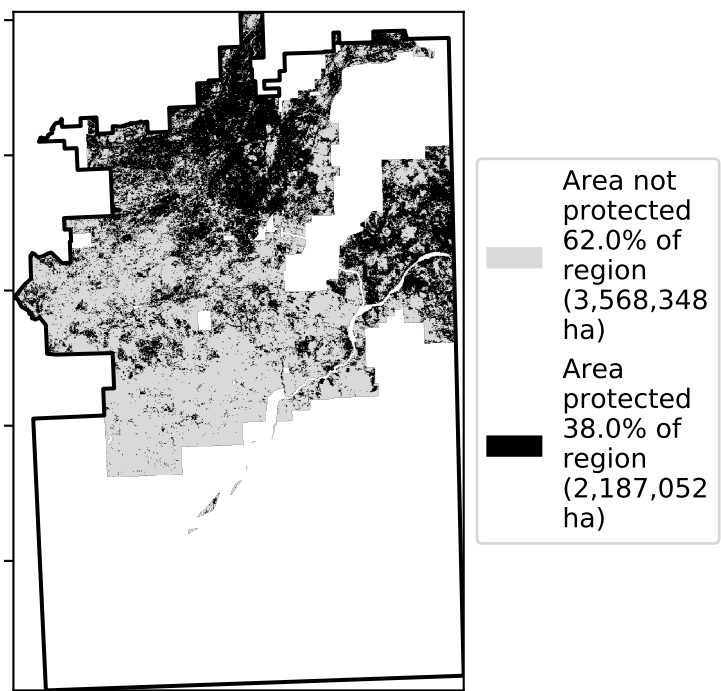 Area not
protected
62.0% of
region
(3,568,348
ha)
Area
protected
38.0% of
region
(2,187,052
ha)